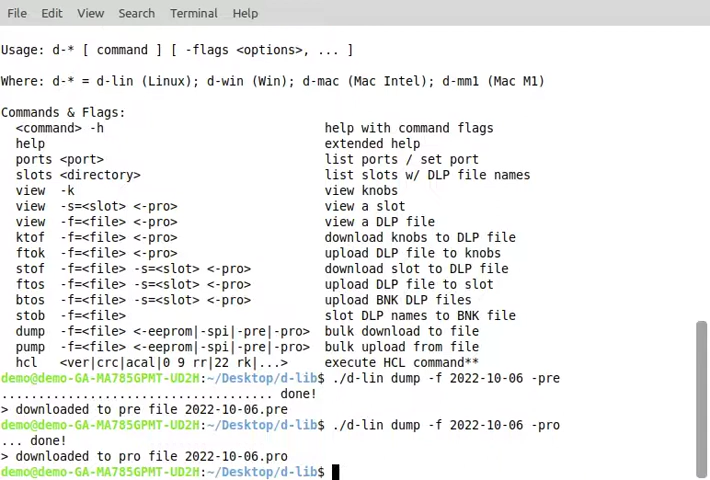 File Edit View Search Terminal Help
Usage: d-* [ command ] [ -flags <options>, ... ]
Where: d-* = d-lin (Linux); d-win (Win); d-mac (Mac Intel); d-mm1 (Mac M1)
Commands & Flags:
<command> -h help with command flags
help extended help
ports <port> list ports / set port
slots <directory> list slots w/ DLP file names
view -k view knobs
view -s=<slot> <-pro> view a slot
view -f=<file> <-pro> view a DLP file
ktof -f=<file> <-pro> download knobs to DLP file
ftok -f=<file> <-pro> upload DLP file to knobs
stof -f=<file> -s=<slot> <-pro> download slot to DLP file
ftos -f=<file> -s=<slot> <-pro> upload DLP file to slot
btos -f=<file> -s=<slot> <-pro> upload BNK DLP files
stob -f=<file> slot DLP names to BNK file
dump -f=<file> <-eeprom|-spi|-pre|-pro> bulk download to file
pump -f=<file> <-eeprom|-spi|-pre|-pro> bulk upload from file
hcl <ver|crc|acal|0 9 rr|22 rk|...> execute HCL command**
demo@demo-GA-MA785GPMT-UD2H:~/Desktop/d-lib$ ./d-lin dump -f 2022-10-06 -pre
.................................... done!
> downloaded to pre file 2022-10-06.pre
demo@demo-GA-MA785GPMT-UD2H:~/Desktop/d-lib$ ./d-lin dump -f 2022-10-06 -pro
... done!
> downloaded to pro file 2022-10-06.pro
demo@demo-GA-MA785GPMT-UD2H:~/Desktop/d-lib$